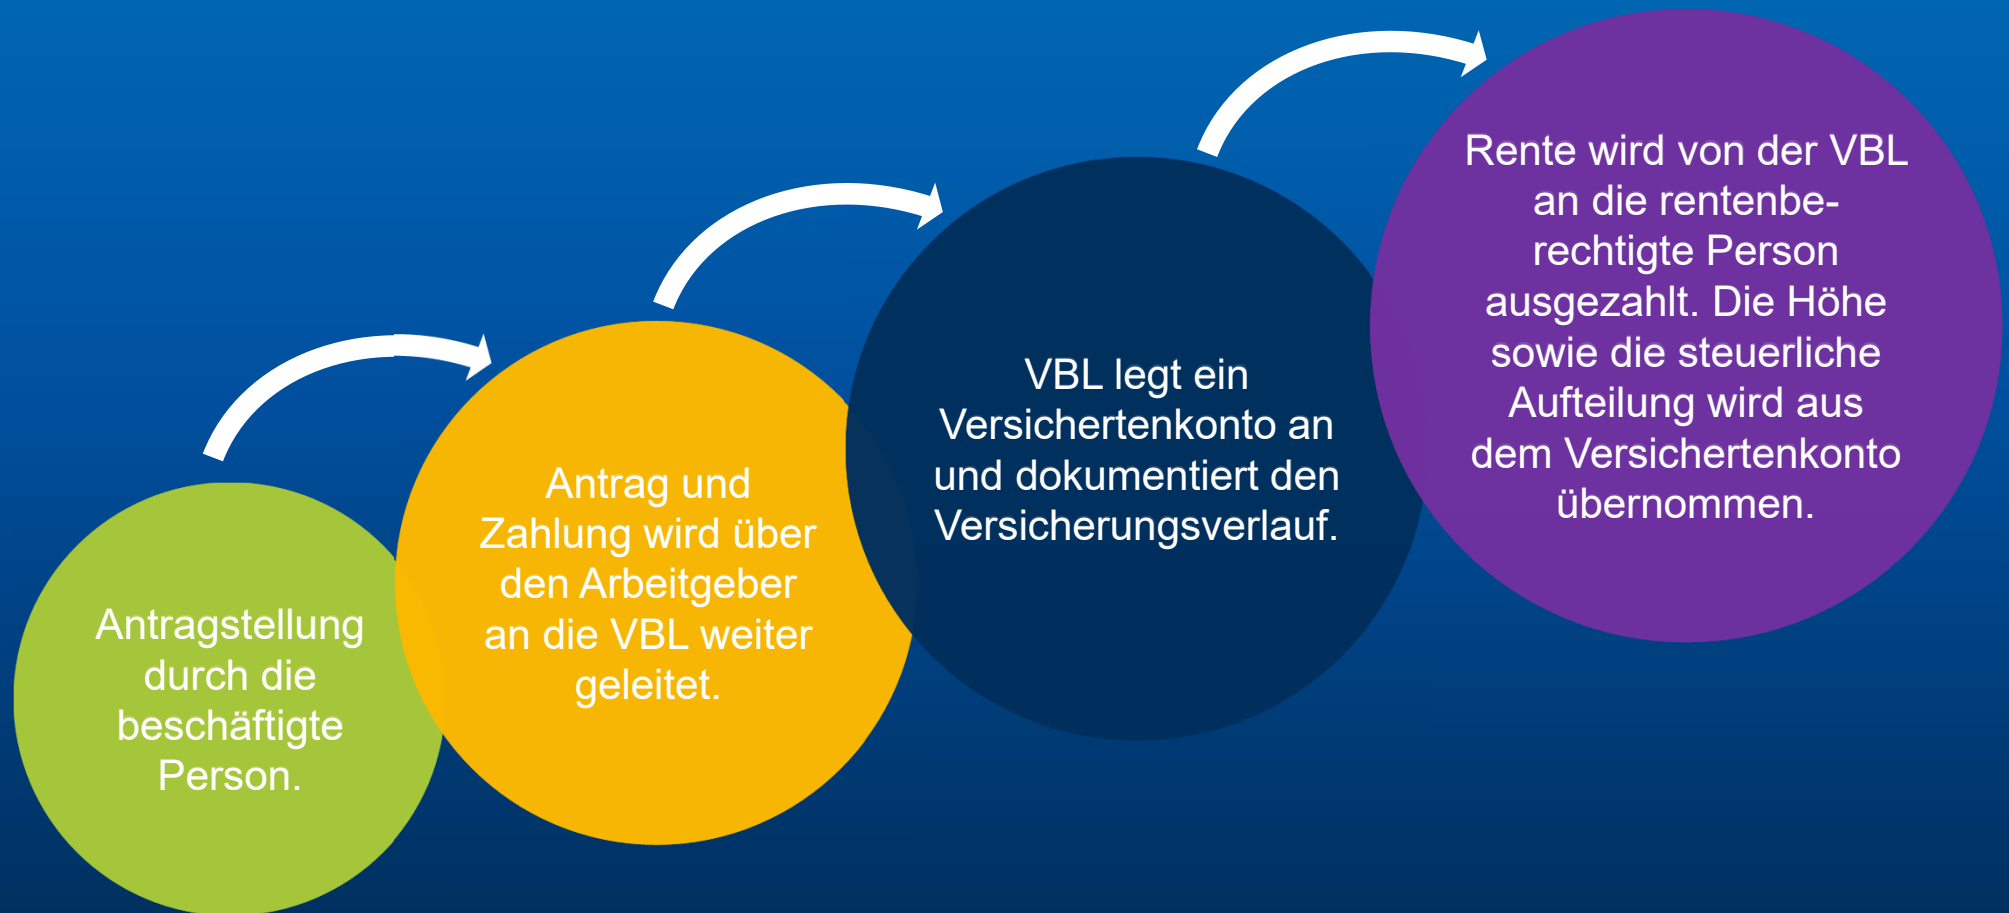 Antragstellung
durch die
beschäftigte
Person.
Antrag und
Zahlung wird über
den Arbeitgeber
an die VBL weiter
geleitet.
VBL legt ein
Versichertenkonto an
und dokumentiert den
Versicherungsverlauf.
Rente wird von der VBL
an die rentenbe-
rechtigte Person
ausgezahlt. Die Höhe
sowie die steuerliche
Aufteilung wird aus
dem Versichertenkonto
übernommen.